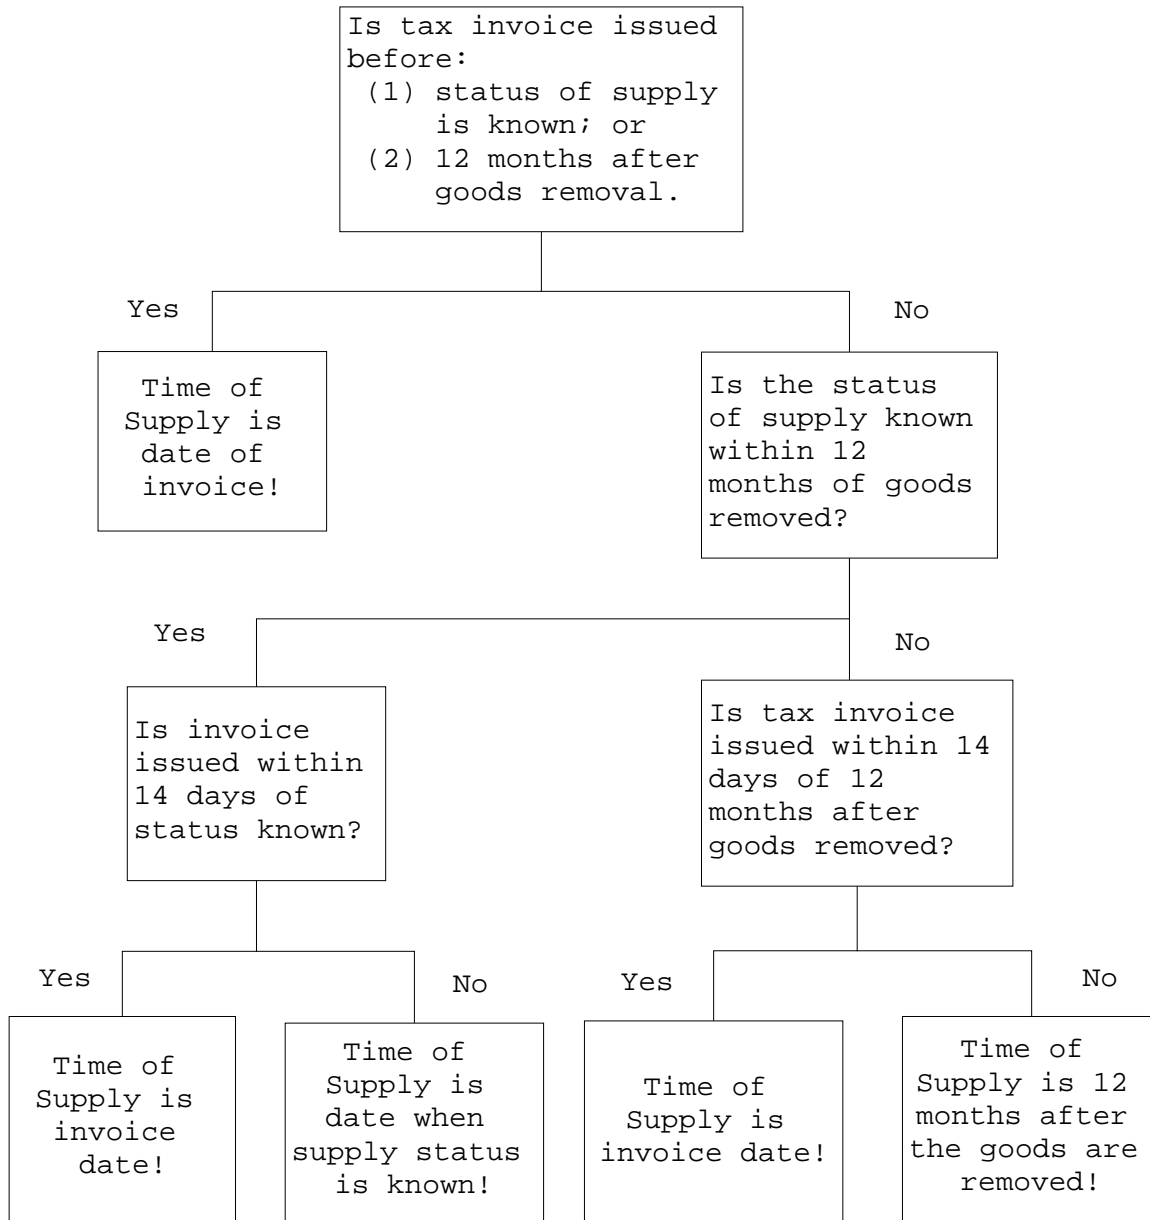 Is tax invoice issued
before:
(1) status of supply
is known; or
(2) 12 months after
goods removal.
Yes
No
Time of
Supply is
date of
invoice!
Is the status
of supply known
within 12
months of goods
removed?
Yes
No
Is invoice
issued within
14 days of
status known?
Is tax invoice
issued within 14
days of 12
months after
goods removed?
Yes
No
Yes
No
Time of
Supply is
invoice
date!
Time of
Supply is
date when
supply status
is known!
Time of
Supply is
invoice date!
Time of
Supply is 12
months after
the goods are
removed!